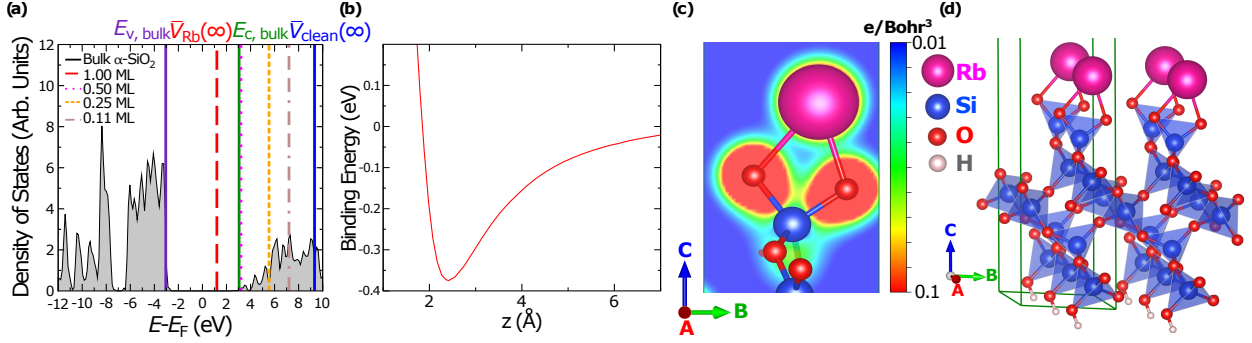 (a)
E_v, bulk V̅_Rb(∞) E_c, bulk V̅_clean(∞)
Density of States (Arb. Units)
12
10
8
6
4
2
0
Bulk α-SiO₂
1.00 ML
0.50 ML
0.25 ML
0.11 ML
-12 -10 -8 -6 -4 -2 0 2 4 6 8 10
E-E_F (eV)
(b)
Binding Energy (eV)
0.1
0
-0.1
-0.2
-0.3
-0.4
2 4 6
z (Å)
(c)
e/Bohr³
0.01
0.1
C
A
B
Rb
Si
O
H
(d)
C
A
B